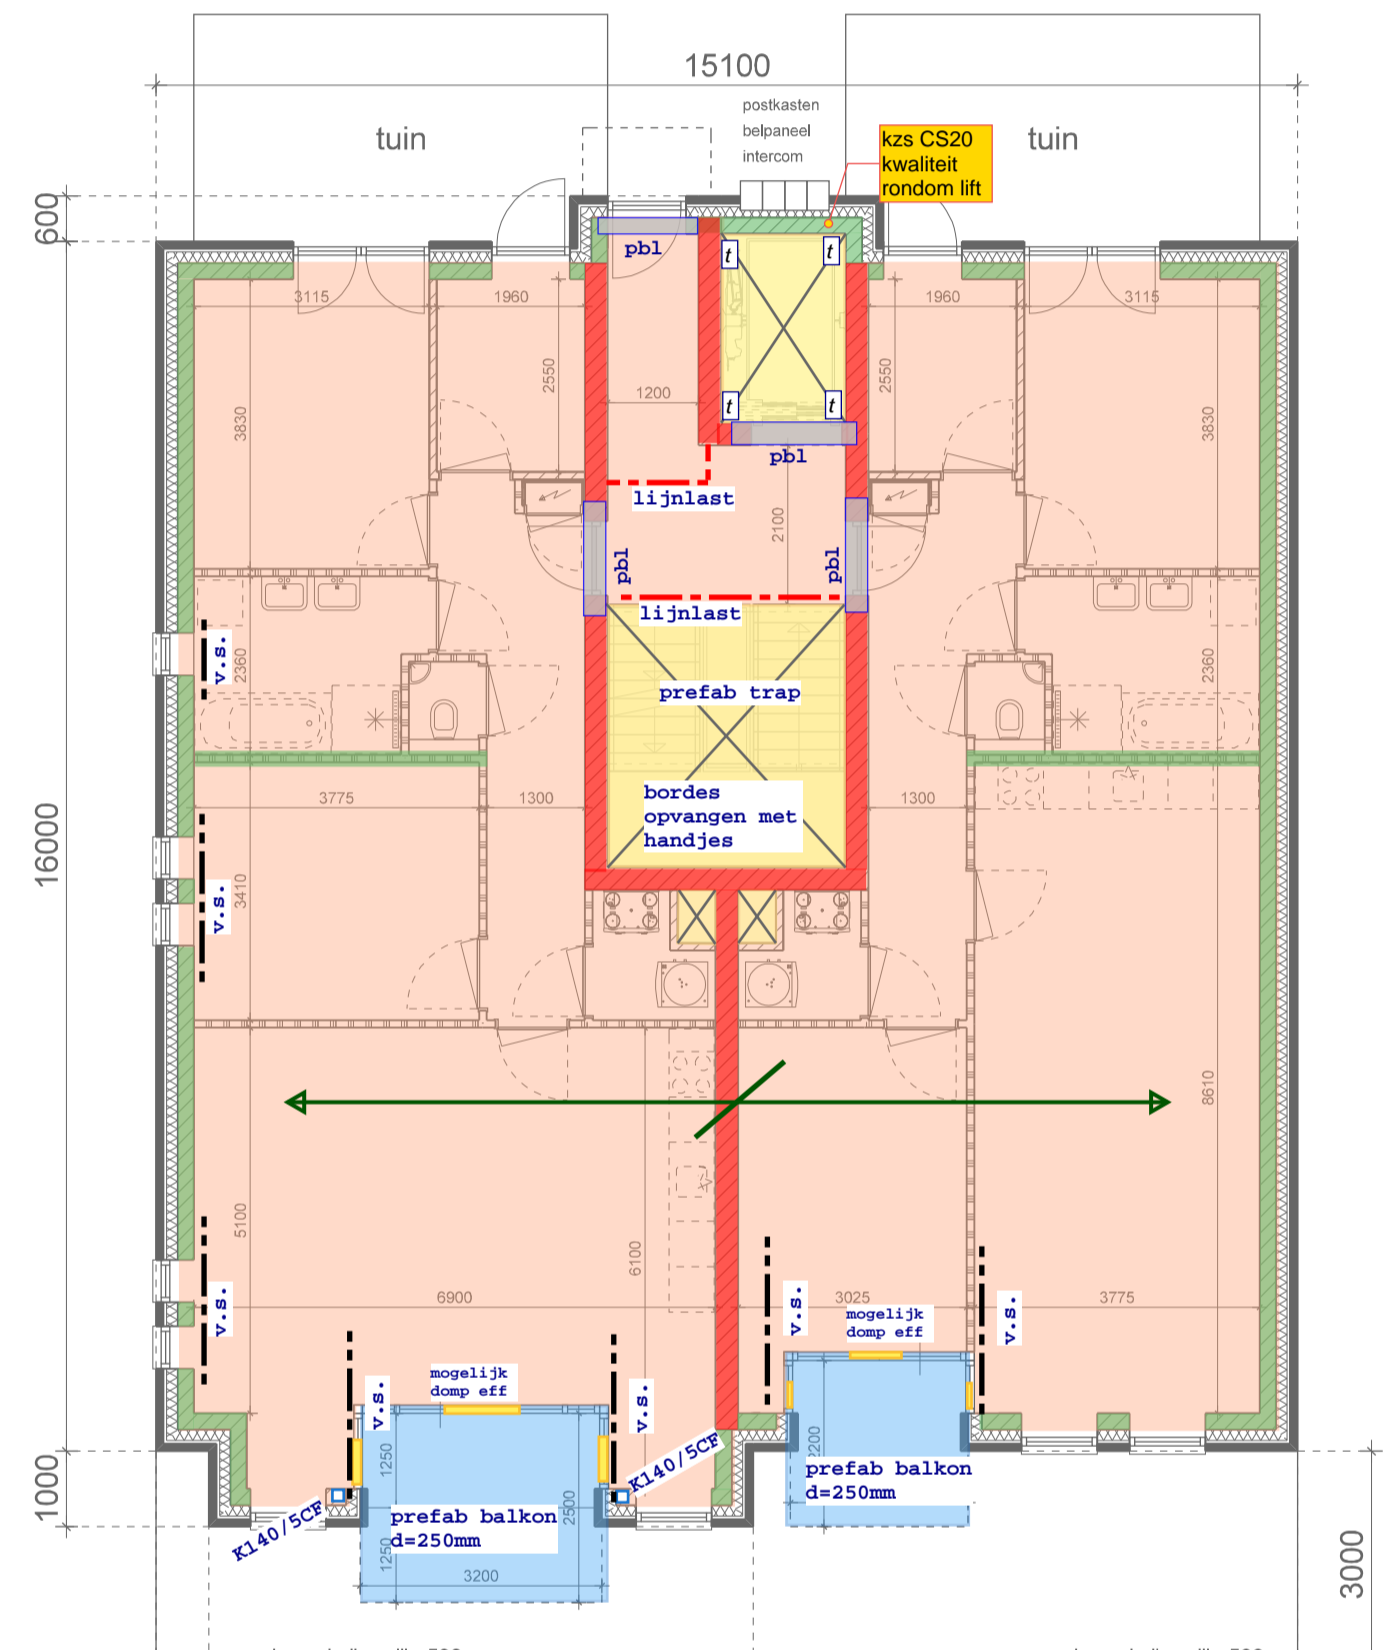 15100
postkasten
belpaneel
intercom
tuin
tuin
kzs CS20
kwaliteit
rondom lift
600
pbl
t
t
3115
1960
1960
3115
2550
2550
3830
3830
1200
t
t
pbl
lijnlast
2100
pbl
pbl
lijnlast
v.s.
2360
2360
prefab trap
bordes
opvangen met
handjes
3775
1300
1300
16000
3410
v.s.
8610
5100
6100
v.s.
6900
v.s.
3025
v.s.
3775
mogelijk
domp eff
mogelijk
domp eff
v.s.
v.s.
1250
2200
K140/5CF
prefab balkon
d=250mm
1000
K140/5CF
prefab balkon
d=250mm
2500
1250
3200
3000